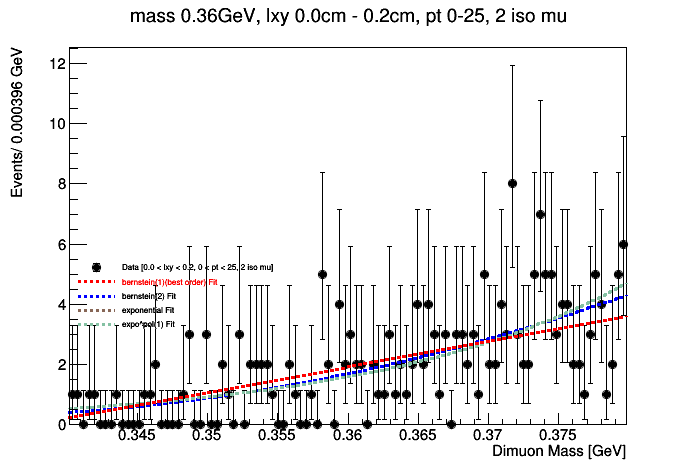 mass 0.36GeV, lxy 0.0cm - 0.2cm, pt 0-25, 2 iso mu
Events/ 0.000396 GeV
12
10
8
6
4
2
0
Data [0.0 < lxy < 0.2, 0 < pt < 25, 2 iso mu]
bernstein(1)(best order) Fit
bernstein(2) Fit
exponential Fit
expo*pol(1) Fit
0.345 0.35 0.355 0.36 0.365 0.37 0.375
Dimuon Mass [GeV]